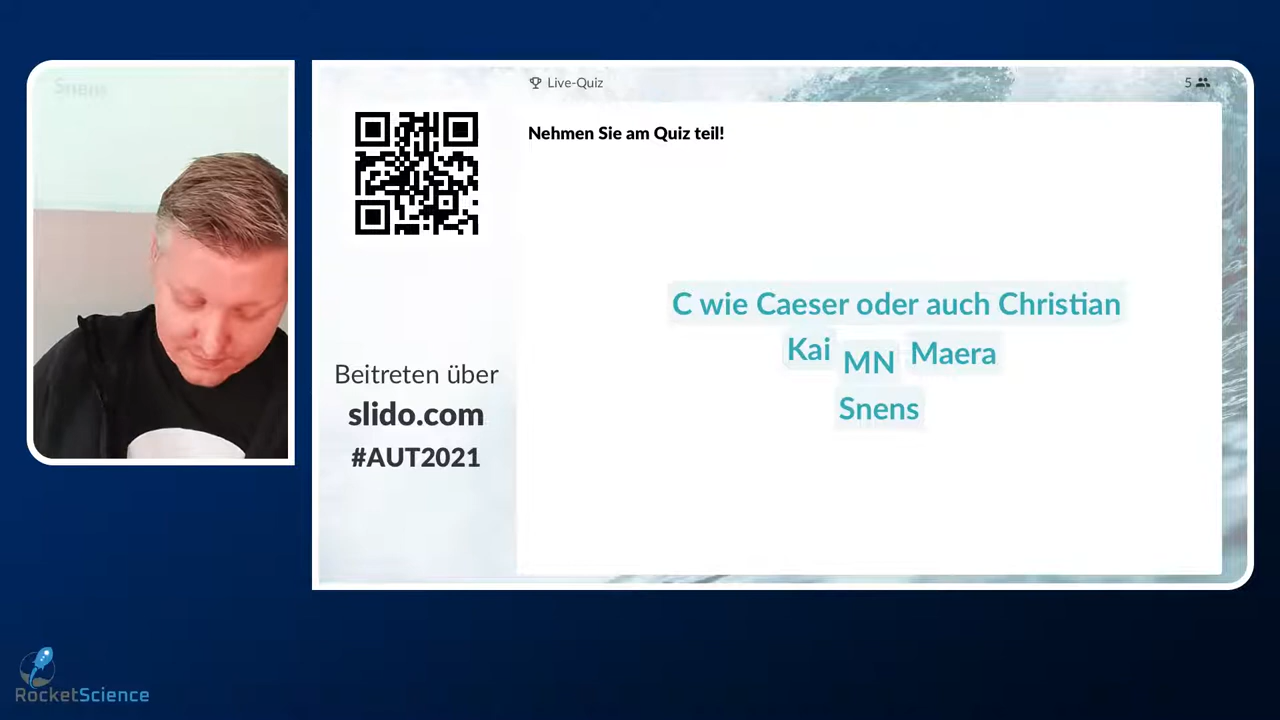 Snens
Live-Quiz
5
Nehmen Sie am Quiz teil!
C wie Caeser oder auch Christian
Kai
MN
Maera
Snens
Beitreten über
slido.com
#AUT2021
RocketScience